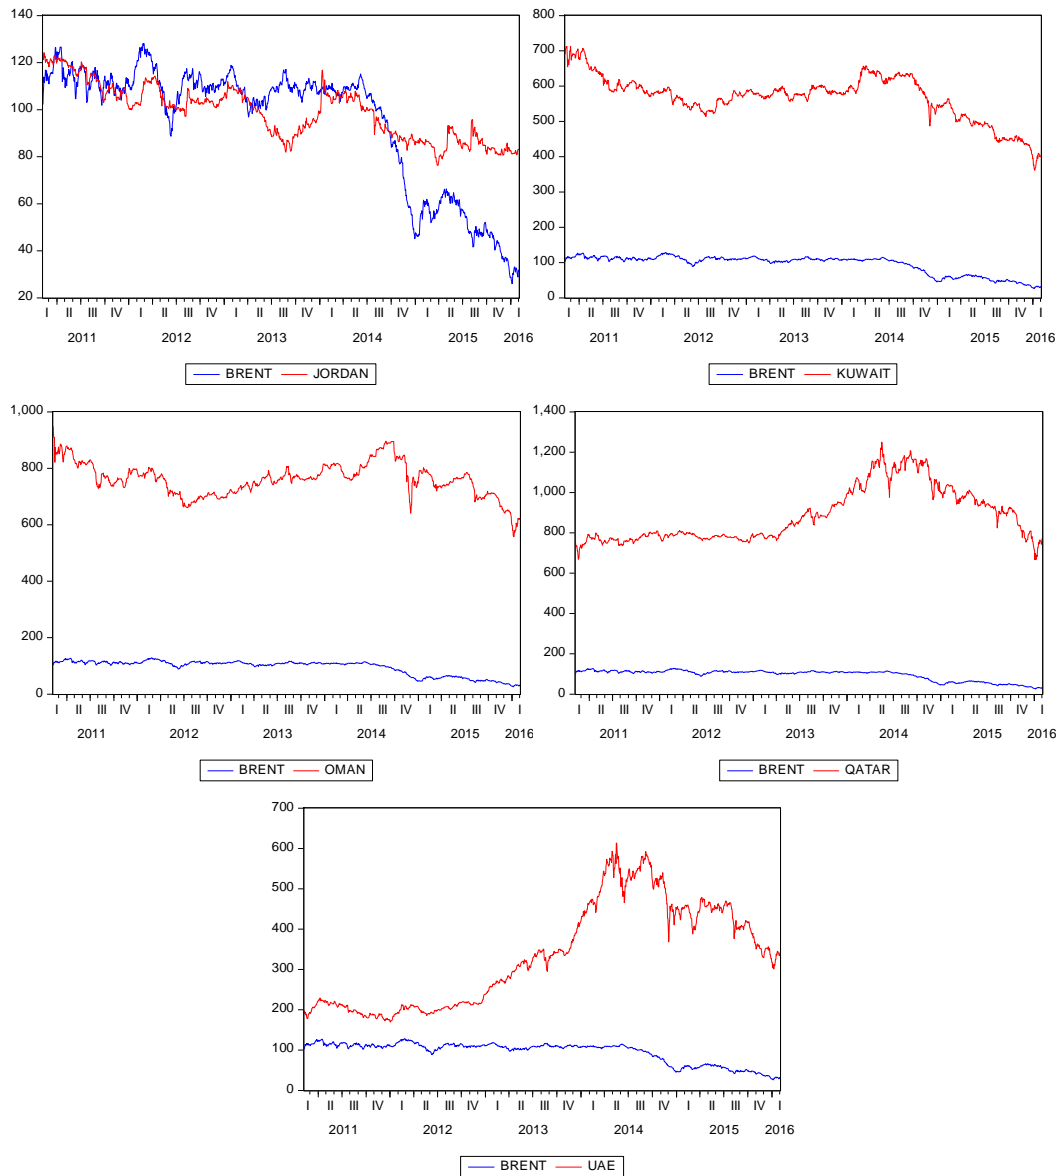 140
120
100
80
60
40
20
I II III IV I II III IV I II III IV I II III IV I II III IV I
2011 2012 2013 2014 2015 2016
BRENT JORDAN
800
700
600
500
400
300
200
100
0
I II III IV I II III IV I II III IV I II III IV I II III IV I
2011 2012 2013 2014 2015 2016
BRENT KUWAIT
1,000
800
600
400
200
0
I II III IV I II III IV I II III IV I II III IV I II III IV I
2011 2012 2013 2014 2015 2016
BRENT OMAN
1,400
1,200
1,000
800
600
400
200
0
I II III IV I II III IV I II III IV I II III IV I II III IV I
2011 2012 2013 2014 2015 2016
BRENT QATAR
700
600
500
400
300
200
100
0
I II III IV I II III IV I II III IV I II III IV I II III IV I
2011 2012 2013 2014 2015 2016
BRENT UAE